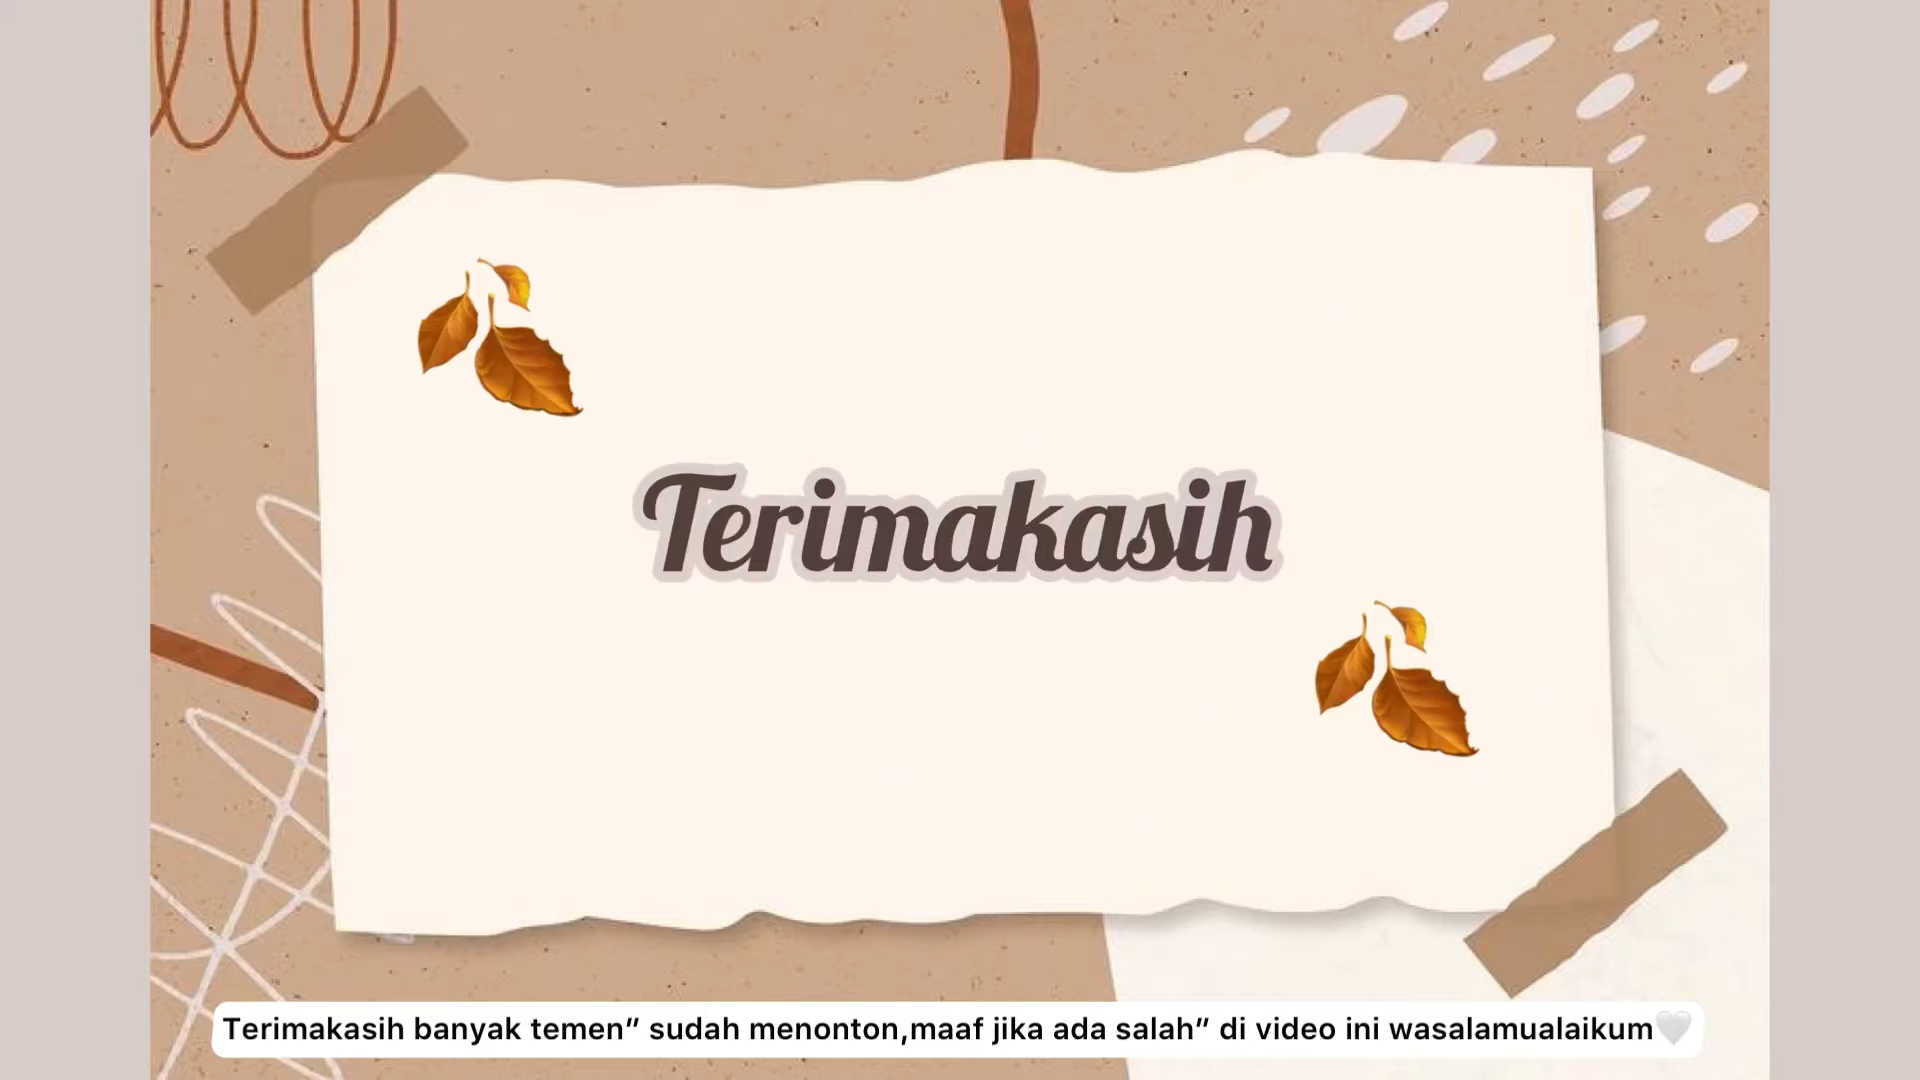 Terimakasih
Terimakasih banyak temen” sudah menonton,maaf jika ada salah” di video ini wasalamualaikum🤍